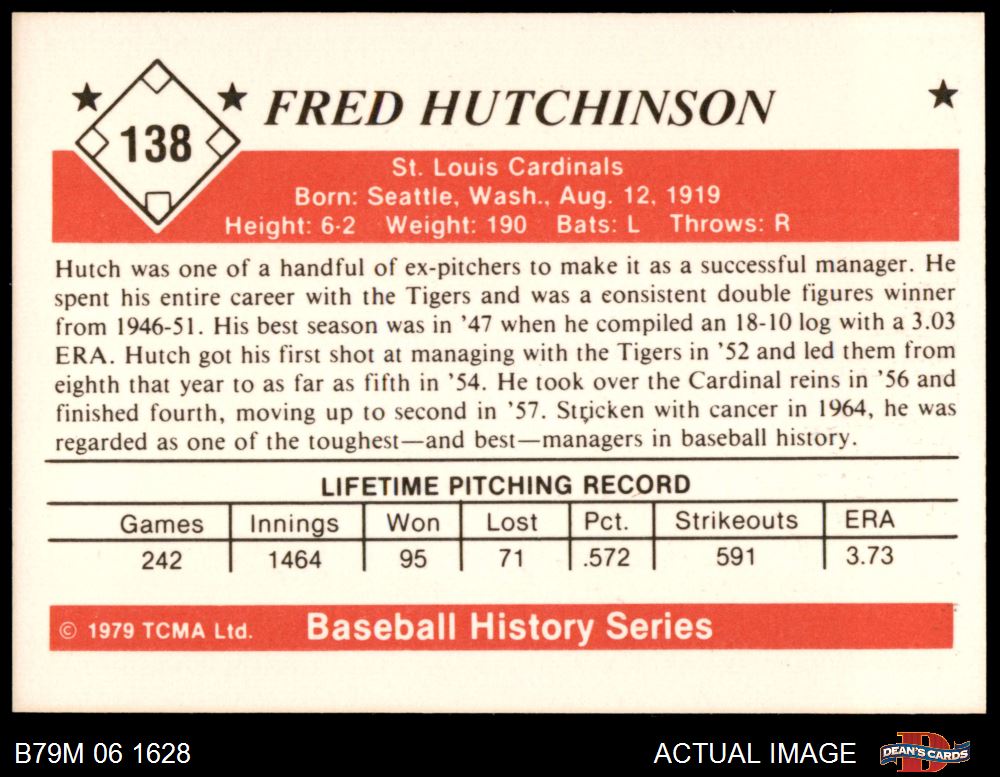 138
FRED HUTCHINSON
St. Louis Cardinals
Born: Seattle, Wash., Aug. 12, 1919
Height: 6-2 Weight: 190 Bats: L Throws: R
Hutch was one of a handful of ex-pitchers to make it as a successful manager. He
spent his entire career with the Tigers and was a consistent double figures winner
from 1946-51. His best season was in '47 when he compiled an 18-10 log with a 3.03
ERA. Hutch got his first shot at managing with the Tigers in '52 and led them from
eighth that year to as far as fifth in '54. He took over the Cardinal reins in '56 and
finished fourth, moving up to second in '57. Stricken with cancer in 1964, he was
regarded as one of the toughest—and best—managers in baseball history.
LIFETIME PITCHING RECORD
Games Innings Won Lost Pct. Strikeouts ERA
242 1464 95 71 .572 591 3.73
© 1979 TCMA Ltd. Baseball History Series
B79M 06 1628 ACTUAL IMAGE DEAN'S CARDS